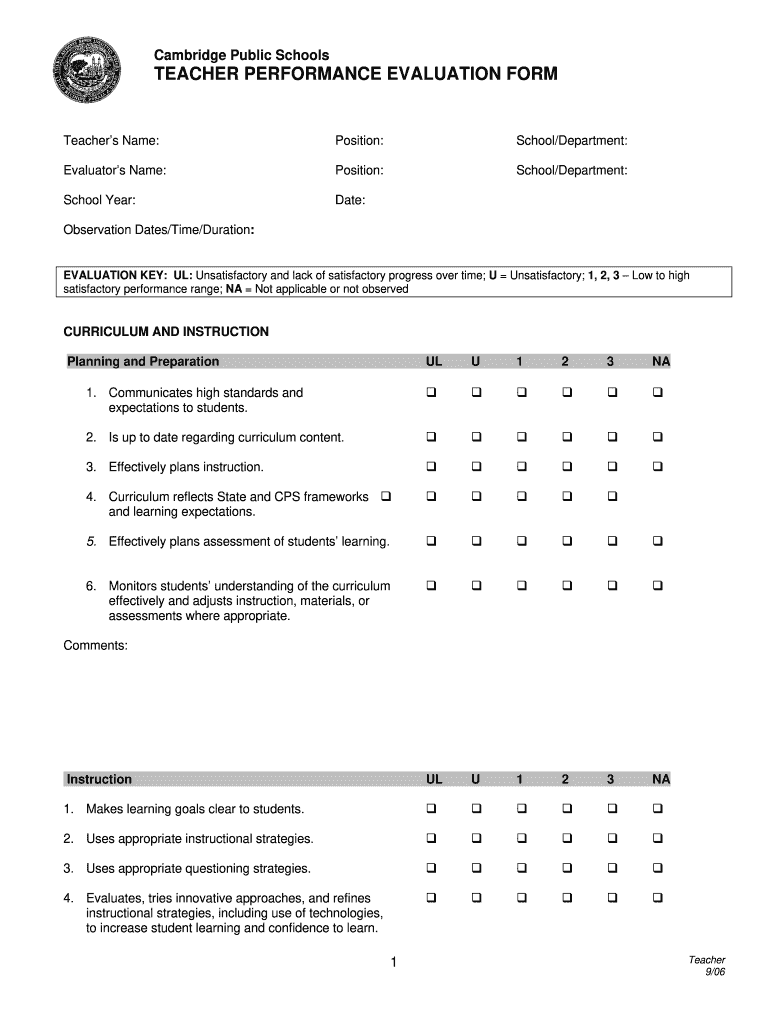 Cambridge Public Schools
TEACHER PERFORMANCE EVALUATION FORM
Teacher's Name: Position: School/Department:
Evaluator's Name: Position: School/Department:
School Year: Date:
Observation Dates/Time/Duration:
EVALUATION KEY: UL: Unsatisfactory and lack of satisfactory progress over time; U = Unsatisfactory; 1, 2, 3 – Low to high
satisfactory performance range; NA = Not applicable or not observed
CURRICULUM AND INSTRUCTION
Planning and Preparation UL U 1 2 3 NA
1. Communicates high standards and ❑ ❑ ❑ ❑ ❑ ❑
expectations to students.
2. Is up to date regarding curriculum content. ❑ ❑ ❑ ❑ ❑ ❑
3. Effectively plans instruction. ❑ ❑ ❑ ❑ ❑ ❑
4. Curriculum reflects State and CPS frameworks ❑ ❑ ❑ ❑ ❑ ❑
and learning expectations.
5. Effectively plans assessment of students' learning. ❑ ❑ ❑ ❑ ❑ ❑
6. Monitors students' understanding of the curriculum ❑ ❑ ❑ ❑ ❑ ❑
effectively and adjusts instruction, materials, or
assessments where appropriate.
Comments:
Instruction UL U 1 2 3 NA
1. Makes learning goals clear to students. ❑ ❑ ❑ ❑ ❑ ❑
2. Uses appropriate instructional strategies. ❑ ❑ ❑ ❑ ❑ ❑
3. Uses appropriate questioning strategies. ❑ ❑ ❑ ❑ ❑ ❑
4. Evaluates, tries innovative approaches, and refines ❑ ❑ ❑ ❑ ❑ ❑
instructional strategies, including use of technologies,
to increase student learning and confidence to learn.
1
Teacher
9/06